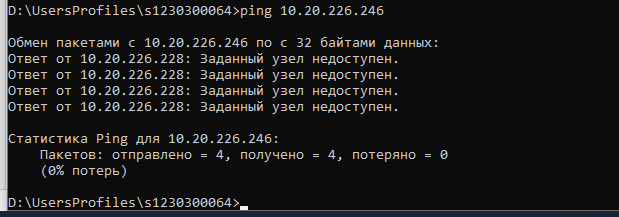 D:\UsersProfiles\s1230300064>ping 10.20.226.246
Обмен пакетами с 10.20.226.246 по с 32 байтами данных:
Ответ от 10.20.226.228: Заданный узел недоступен.
Ответ от 10.20.226.228: Заданный узел недоступен.
Ответ от 10.20.226.228: Заданный узел недоступен.
Ответ от 10.20.226.228: Заданный узел недоступен.
Статистика Ping для 10.20.226.246:
Пакетов: отправлено = 4, получено = 4, потеряно = 0
(0% потерь)
D:\UsersProfiles\s1230300064>